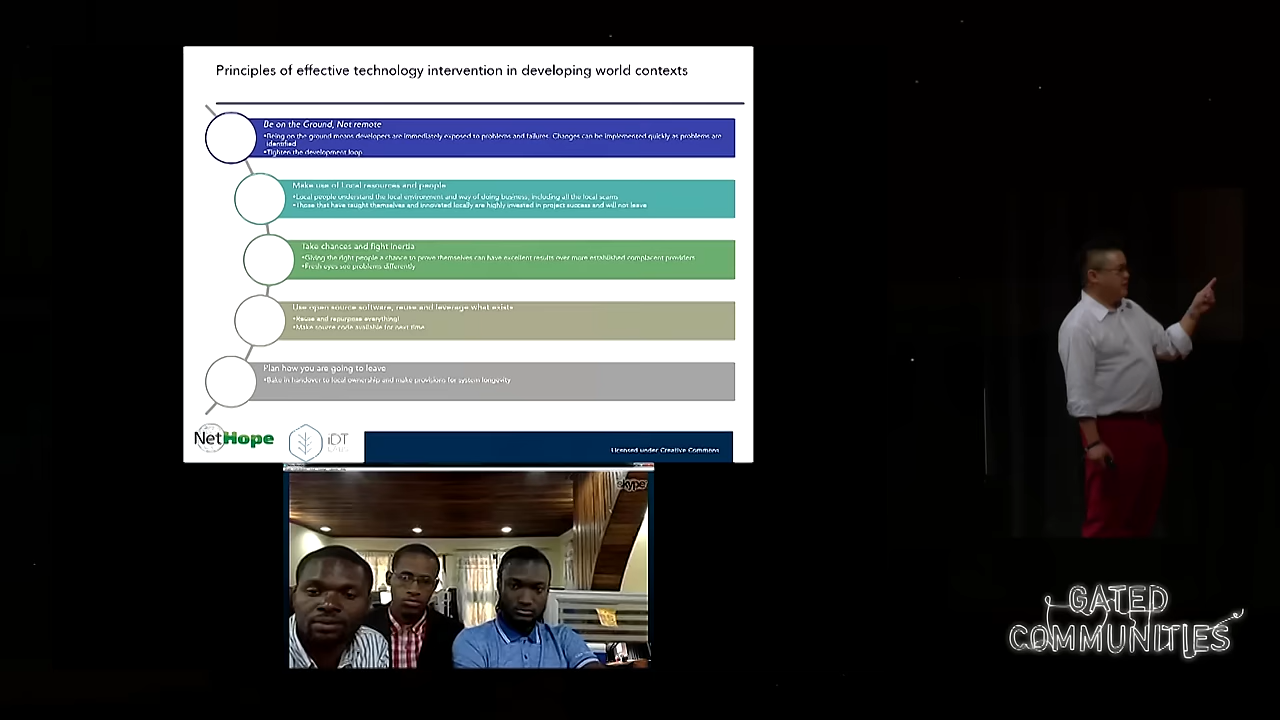 Principles of effective technology intervention in developing world contexts
Be on the Ground, Not remote
•Being on the ground means developers are immediately exposed to problems and failures. Changes can be implemented quickly as problems are
identified
•Tighten the development loop
Make use of Local resources and people
•Local people understand the local environment and way of doing business, including all the local scams
•Those that have taught themselves and innovated locally are highly invested in project success and will not leave
Take chances and fight inertia
•Giving the right people a chance to prove themselves can have excellent results over more established complacent providers
•Fresh eyes see problems differently
Use open source software, reuse and leverage what exists
•Reuse and repurpose everything!
•Make source code available for next time
Plan how you are going to leave
•Bake in handover to local ownership and make provisions for system longevity
NetHope
iDT
Labs
Licensed under Creative Commons
skype
GATED
COMMUNITIES